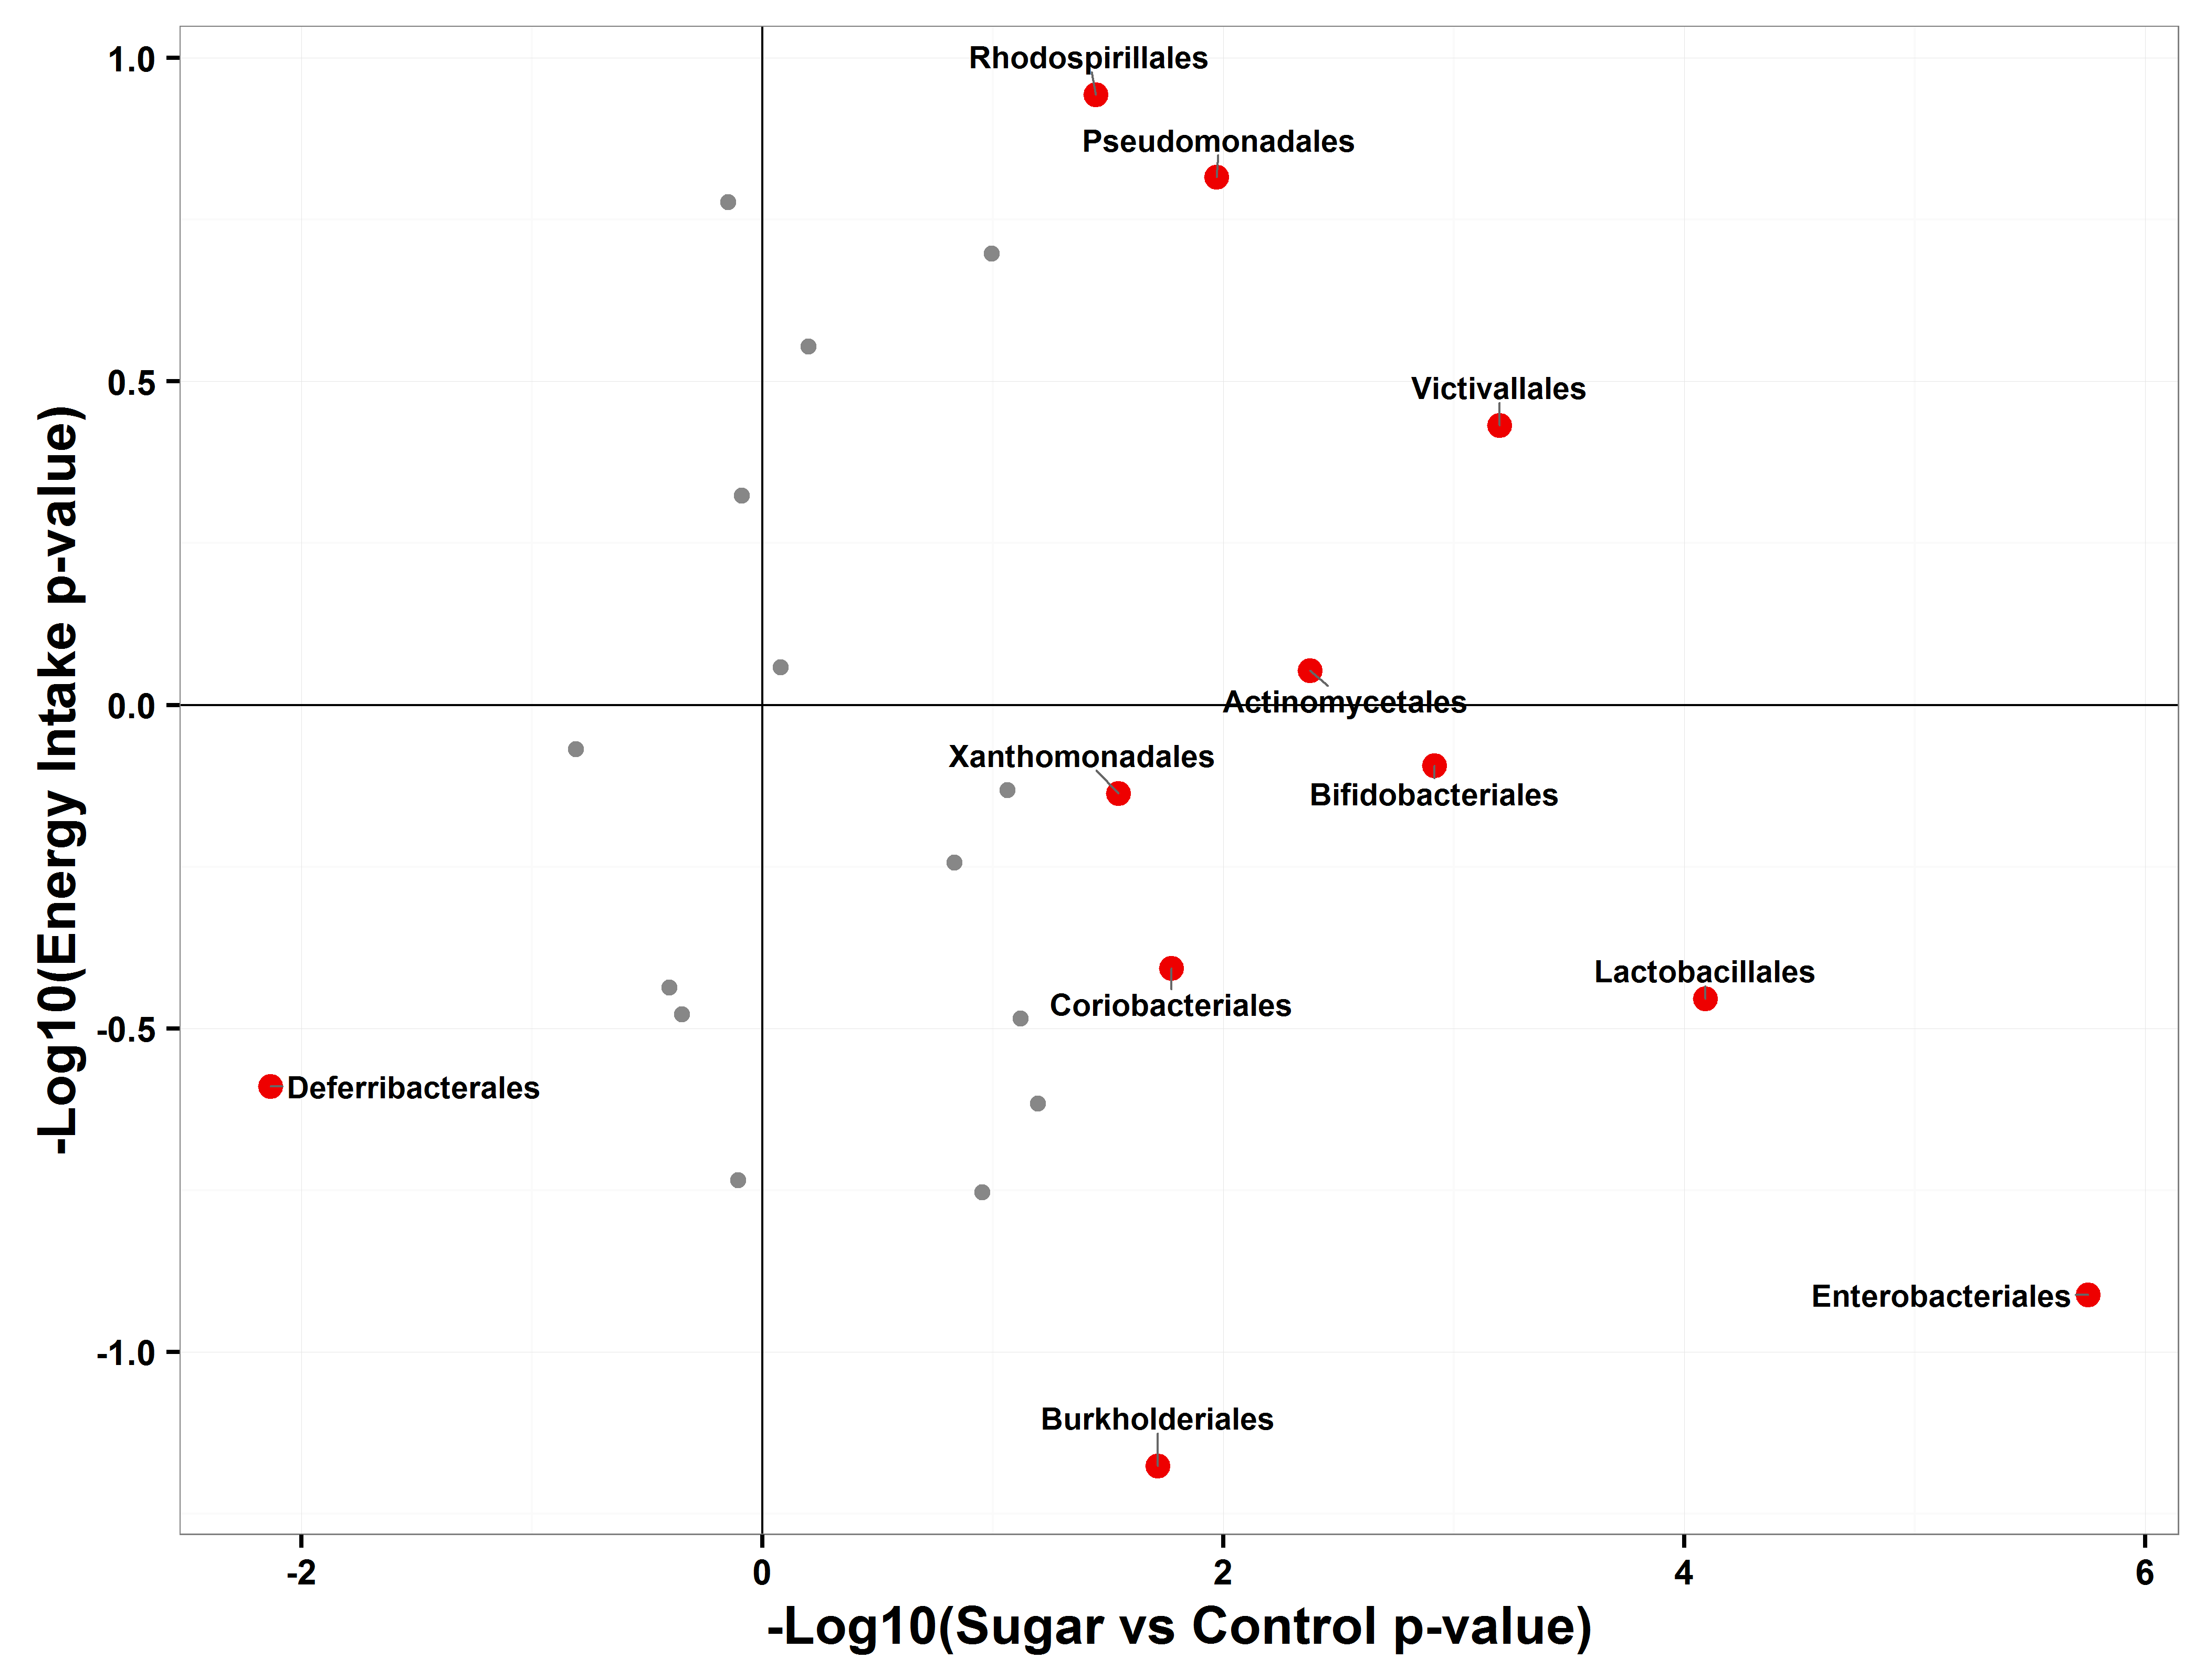 1.0
0.5
0.0
-0.5
-1.0
-Log10(Energy Intake p-value)
Rhodospirillales
Pseudomonadales
Victivallales
Actinomycetales
Xanthomonadales
Bifidobacteriales
Lactobacillales
Coriobacteriales
Deferribacterales
Enterobacteriales
Burkholderiales
-2 0 2 4 6
-Log10(Sugar vs Control p-value)